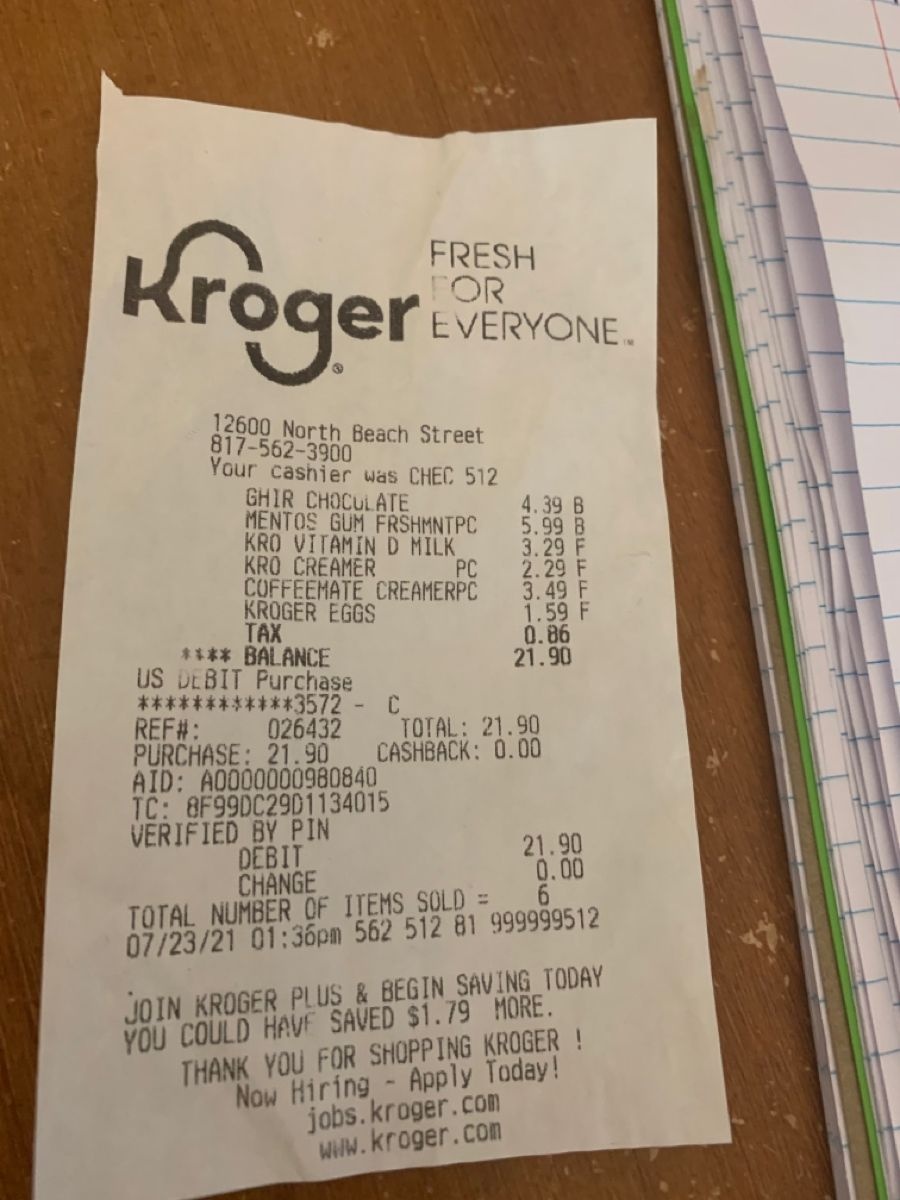 Kroger®
FRESH
FOR
EVERYONE™
12600 North Beach Street
817-562-3900
Your cashier was CHEC 512
GHIR CHOCOLATE 4.39 B
MENTOS GUM FRSHMNTPC 5.99 B
KRO VITAMIN D MILK 3.29 F
KRO CREAMER PC 2.29 F
COFFEEMATE CREAMERPC 3.49 F
KROGER EGGS 1.59 F
TAX 0.86
**** BALANCE 21.90
US DEBIT Purchase
************3572 - C
REF#: 026432 TOTAL: 21.90
PURCHASE: 21.90 CASHBACK: 0.00
AID: A0000000980840
TC: 8F99DC29D1134015
VERIFIED BY PIN
DEBIT 21.90
CHANGE 0.00
TOTAL NUMBER OF ITEMS SOLD = 6
07/23/21 01:36pm 562 512 81 999999512
JOIN KROGER PLUS & BEGIN SAVING TODAY
YOU COULD HAVE SAVED $1.79 MORE.
THANK YOU FOR SHOPPING KROGER !
Now Hiring - Apply Today!
jobs.kroger.com
www.kroger.com